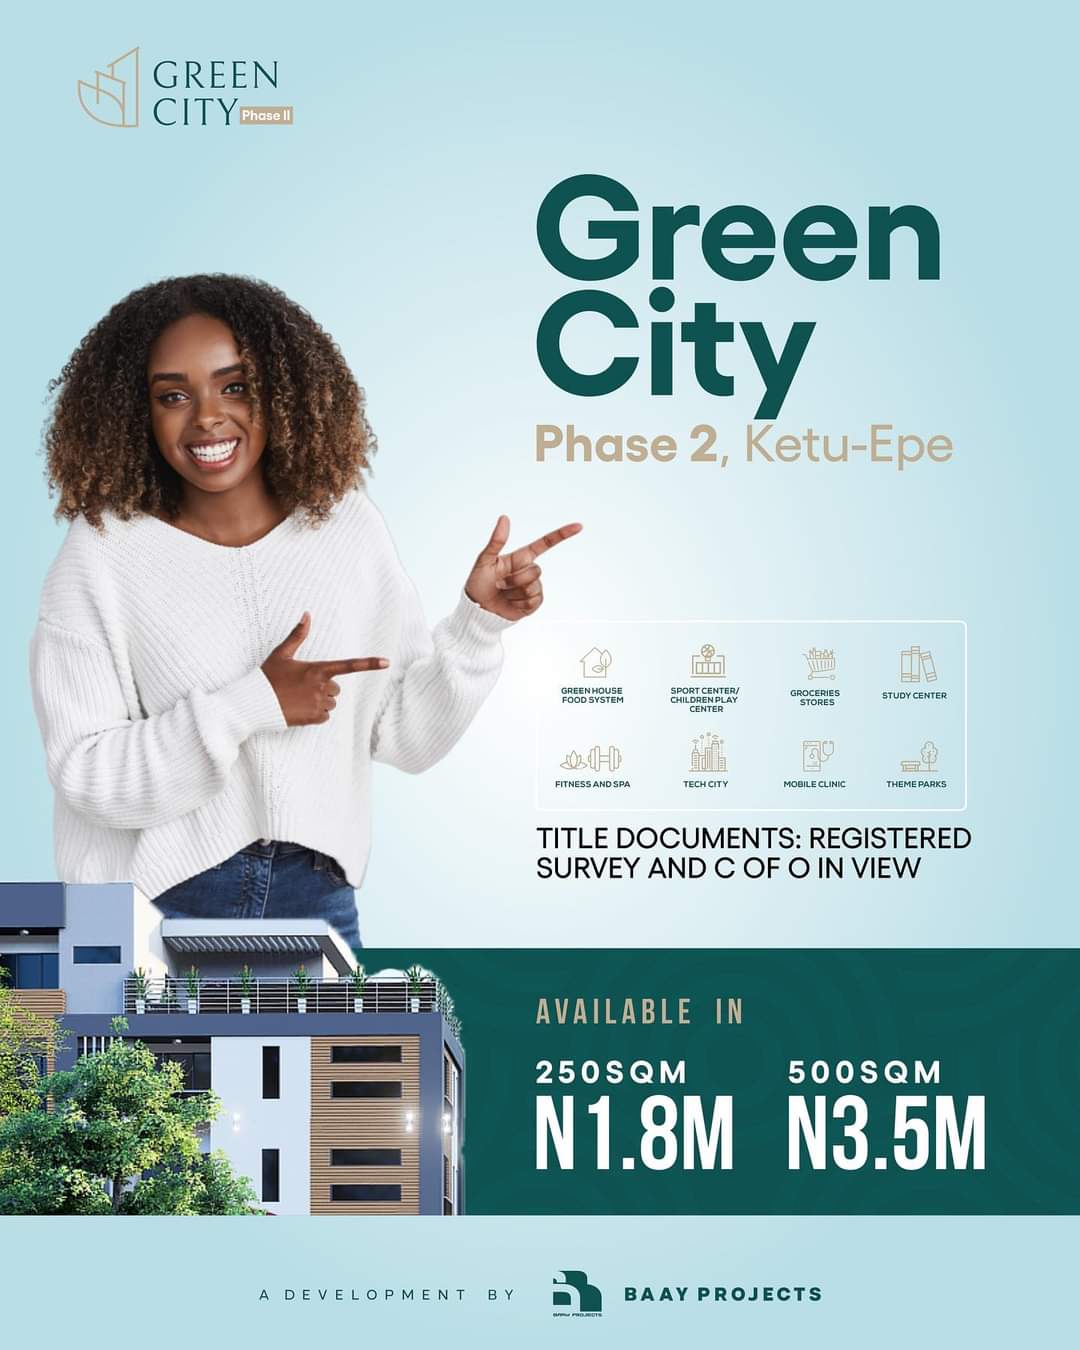 GREEN
CITY Phase II
Green
City
Phase 2, Ketu-Epe
GREEN HOUSE
FOOD SYSTEM
SPORT CENTER/
CHILDREN PLAY
CENTER
GROCERIES
STORES
STUDY CENTER
FITNESS AND SPA
TECH CITY
MOBILE CLINIC
THEME PARKS
TITLE DOCUMENTS: REGISTERED
SURVEY AND C OF O IN VIEW
AVAILABLE IN
250SQM
N1.8M
500SQM
N3.5M
A DEVELOPMENT BY
BAAY PROJECTS
BAAY PROJECTS